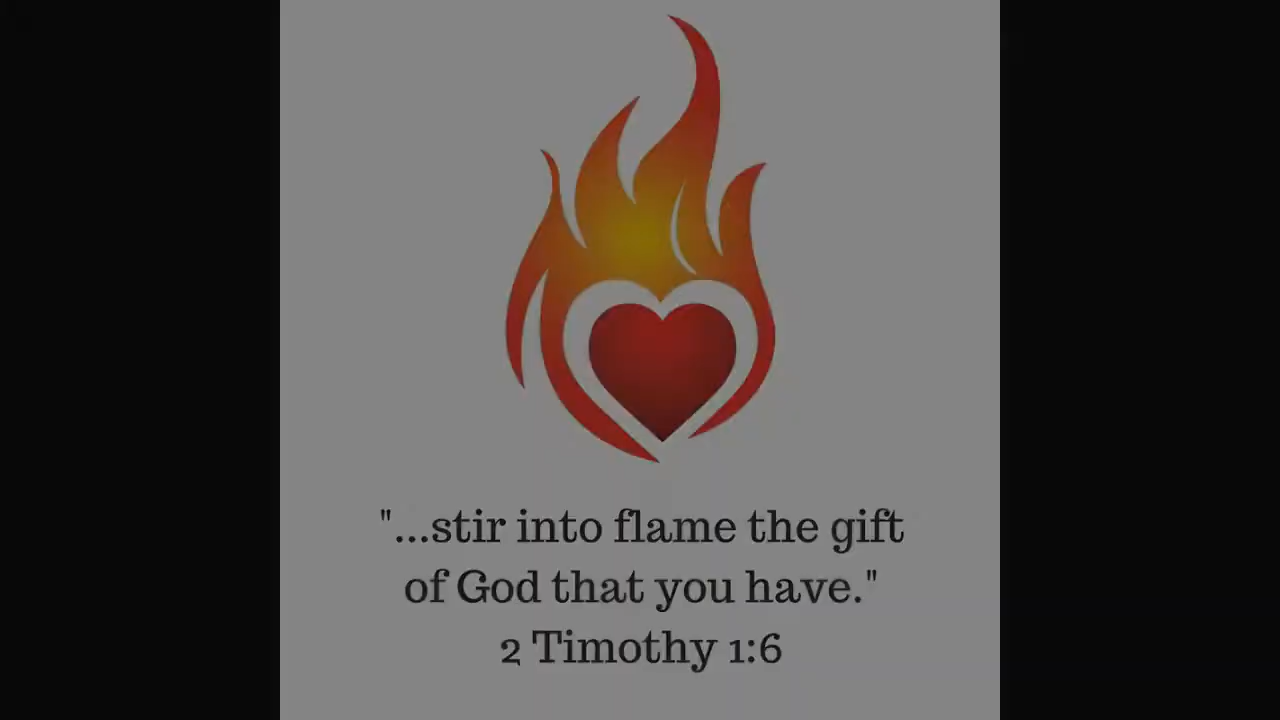 "...stir into flame the gift
of God that you have."
2 Timothy 1:6